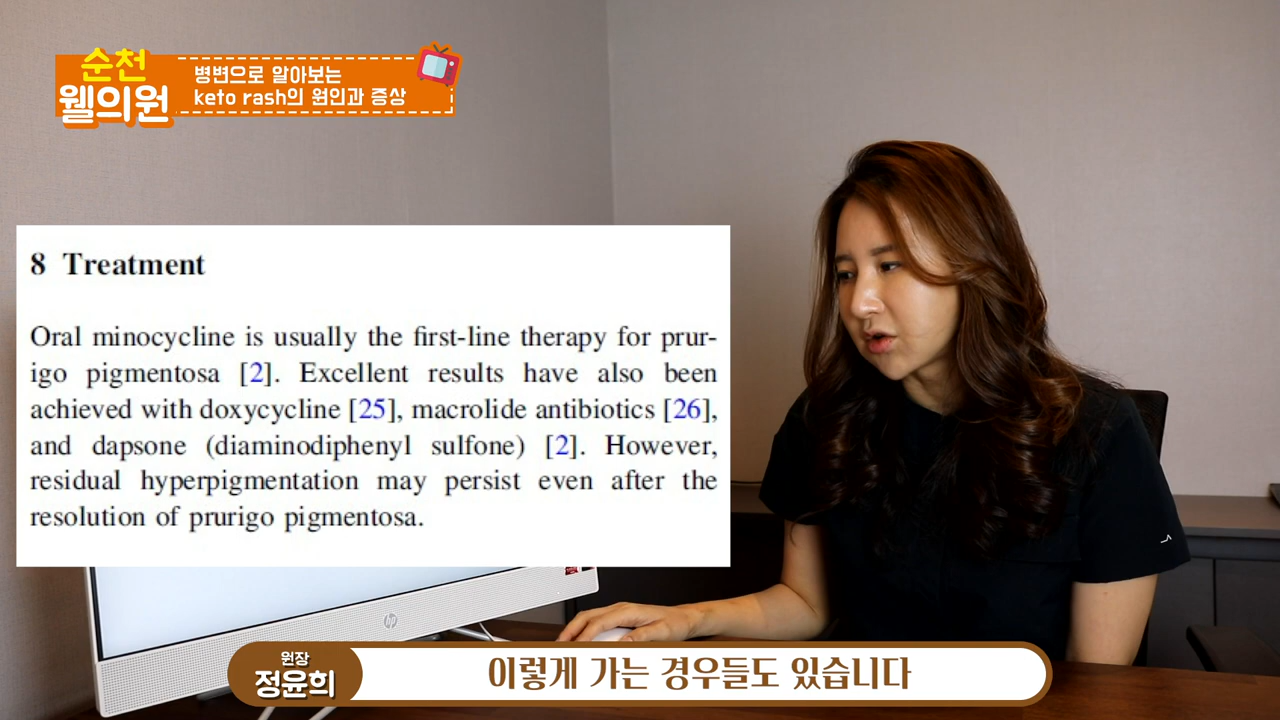 순천
웰의원
병변으로 알아보는
keto rash의 원인과 증상
8 Treatment
Oral minocycline is usually the first-line therapy for prur-
igo pigmentosa [2]. Excellent results have also been
achieved with doxycycline [25], macrolide antibiotics [26],
and dapsone (diaminodiphenyl sulfone) [2]. However,
residual hyperpigmentation may persist even after the
resolution of prurigo pigmentosa.
hp
원장
정윤희
이렇게 가는 경우들도 있습니다